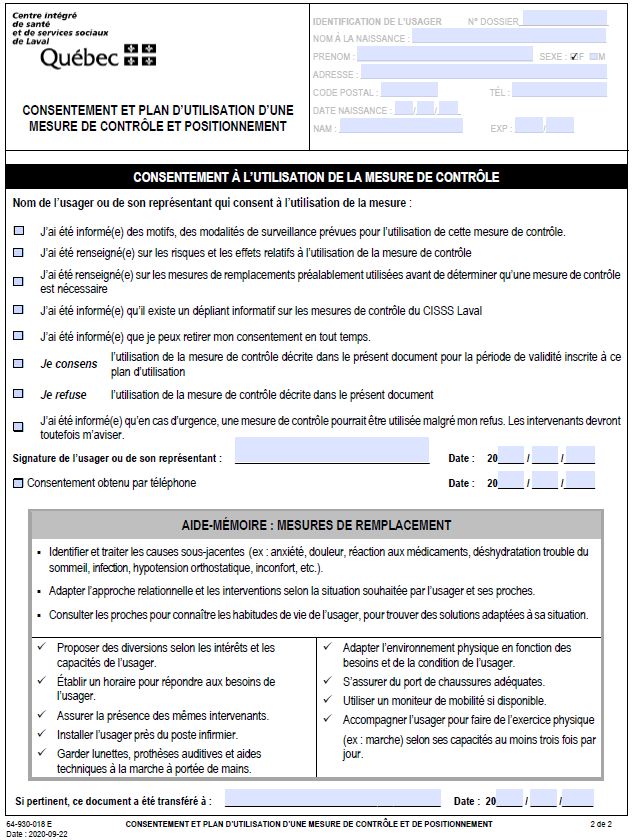 Centre intégré
de santé
et de services sociaux
de Laval
Québec
CONSENTEMENT ET PLAN D'UTILISATION D'UNE
MESURE DE CONTRÔLE ET POSITIONNEMENT
IDENTIFICATION DE L'USAGER N° DOSSIER
NOM À LA NAISSANCE :
PRENOM : SEXE : F M
ADRESSE :
CODE POSTAL : TÉL :
DATE NAISSANCE : / /
NAM : EXP : /
CONSENTEMENT À L'UTILISATION DE LA MESURE DE CONTRÔLE
Nom de l'usager ou de son représentant qui consent à l'utilisation de la mesure :
J'ai été informé(e) des motifs, des modalités de surveillance prévues pour l'utilisation de cette mesure de contrôle.
J'ai été renseigné(e) sur les risques et les effets relatifs à l'utilisation de la mesure de contrôle
J'ai été renseigné(e) sur les mesures de remplacements préalablement utilisées avant de déterminer qu'une mesure de contrôle
est nécessaire
J'ai été informé(e) qu'il existe un dépliant informatif sur les mesures de contrôle du CISSS Laval
J'ai été informé(e) que je peux retirer mon consentement en tout temps.
Je consens l'utilisation de la mesure de contrôle décrite dans le présent document pour la période de validité inscrite à ce
plan d'utilisation
Je refuse l'utilisation de la mesure de contrôle décrite dans le présent document
J'ai été informé(e) qu'en cas d'urgence, une mesure de contrôle pourrait être utilisée malgré mon refus. Les intervenants devront
toutefois m'aviser.
Signature de l'usager ou de son représentant : Date : 20 / /
Consentement obtenu par téléphone Date : 20 / /
AIDE-MÉMOIRE : MESURES DE REMPLACEMENT
▪ Identifier et traiter les causes sous-jacentes (ex : anxiété, douleur, réaction aux médicaments, déshydratation trouble du
sommeil, infection, hypotension orthostatique, inconfort, etc.).
▪ Adapter l'approche relationnelle et les interventions selon la situation souhaitée par l'usager et ses proches.
▪ Consulter les proches pour connaître les habitudes de vie de l'usager, pour trouver des solutions adaptées à sa situation.
✓ Proposer des diversions selon les intérêts et les
capacités de l'usager.
✓ Établir un horaire pour répondre aux besoins de
l'usager.
✓ Assurer la présence des mêmes intervenants.
✓ Installer l'usager près du poste infirmier.
✓ Garder lunettes, prothèses auditives et aides
techniques à la marche à portée de mains.
✓ Adapter l'environnement physique en fonction des
besoins et de la condition de l'usager.
✓ S'assurer du port de chaussures adéquates.
✓ Utiliser un moniteur de mobilité si disponible.
✓ Accompagner l'usager pour faire de l'exercice physique
(ex : marche) selon ses capacités au moins trois fois par
jour.
Si pertinent, ce document a été transféré à : Date : 20 / /
64-930-018 E CONSENTEMENT ET PLAN D'UTILISATION D'UNE MESURE DE CONTRÔLE ET DE POSITIONNEMENT 2 de 2
Date : 2020-09-22